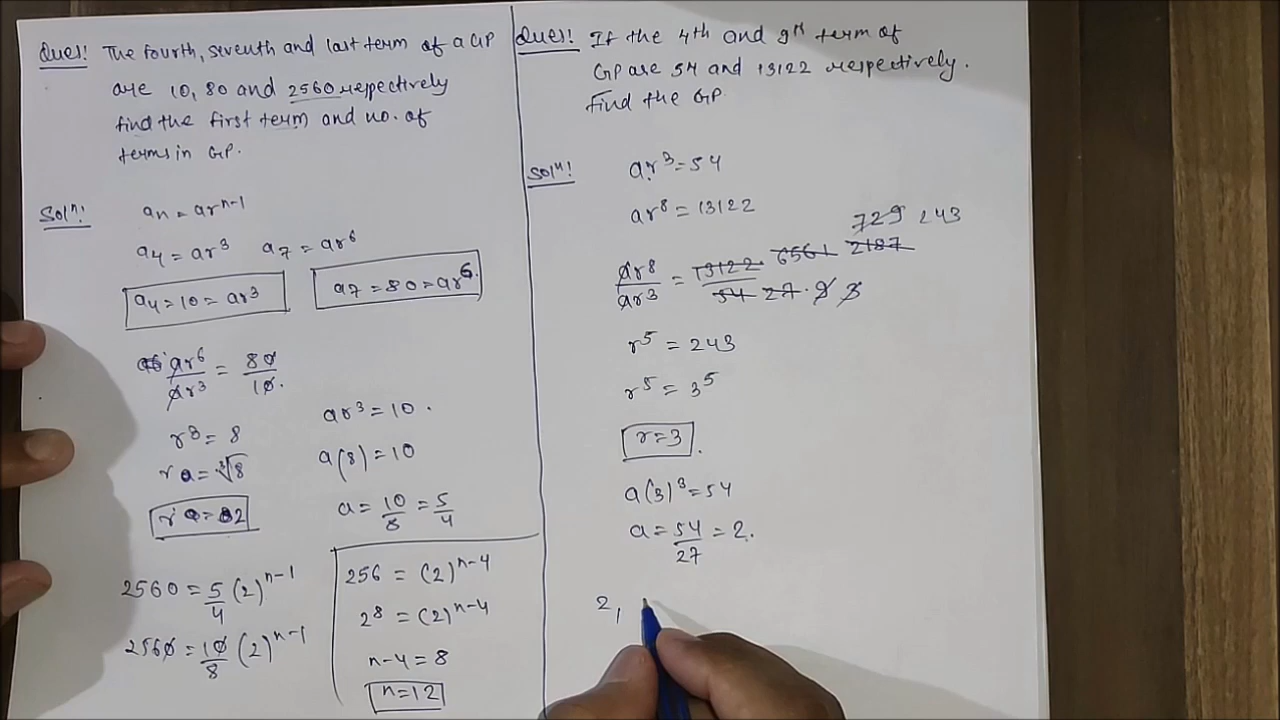 Ques! The fourth, seventh and last term of a GP
are 10, 80 and 2560 respectively
find the first term and no. of
terms in GP.
Solⁿ!
aₙ = arⁿ⁻¹
a₄ = ar³ a₇ = ar⁶
a₄ = 10 = ar³
a₇ = 80 = ar⁶.
ar⁶/ar³ = 80/10.
r³ = 8
r = ∛8
r = 2
ar³ = 10.
a(8) = 10
a = 10/8 = 5/4
2560 = 5/4 (2)ⁿ⁻¹
2560 = 10/8 (2)ⁿ⁻¹
256 = (2)ⁿ⁻⁴
2⁸ = (2)ⁿ⁻⁴
n-4 = 8
n = 12
Ques! If the 4th and 9th term of
GP are 54 and 13122 respectively.
Find the GP
Solⁿ!
ar³ = 54
ar⁸ = 13122
ar⁸/ar³ = 13122/54 6561/27 2187/9 729/3 243
r⁵ = 243
r⁵ = 3⁵
r = 3.
a(3)³ = 54
a = 54/27 = 2.
2,